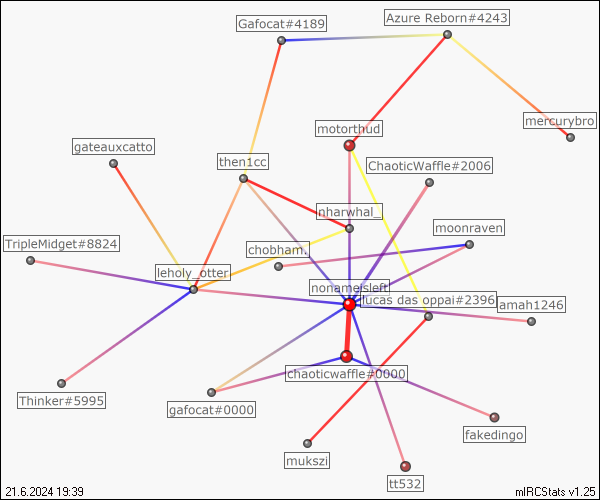 Gafocat#4189
Azure Reborn#4243
mercurybro
motorthud
gateauxcatto
then1cc
ChaoticWaffle#2006
nharwhal_
moonraven
TripleMidget#8824
chobham.
leholy_otter
nonamersleft
lucas das oppai#2396
amah1246
chaoticwaffle#0000
Thinker#5995
gafocat#0000
fakedingo
mukszi
tt532
21.6.2024 19:39
mIRCStats v1.25